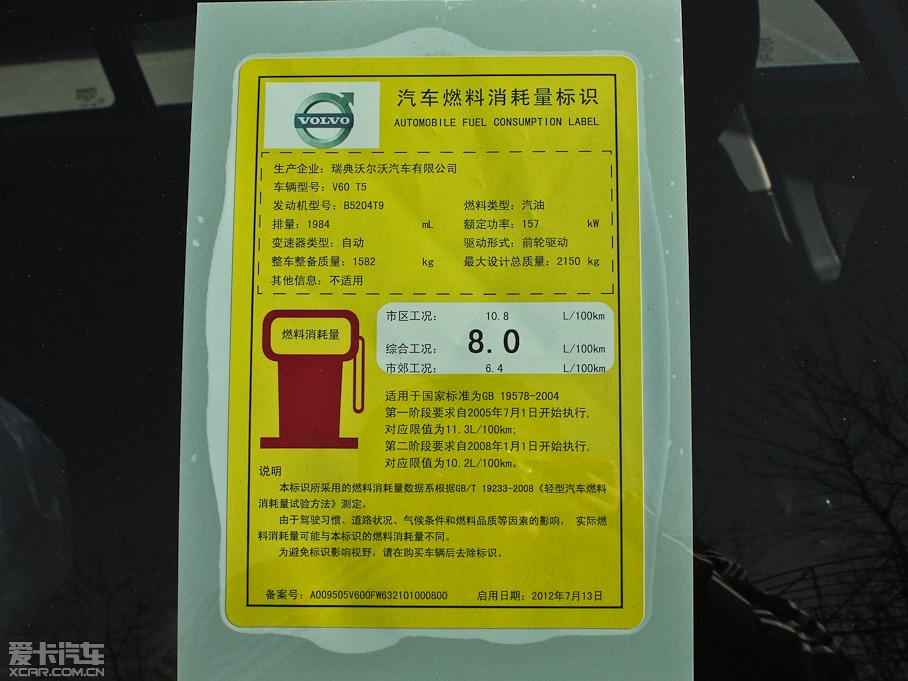 VOLVO
汽车燃料消耗量标识
AUTOMOBILE FUEL CONSUMPTION LABEL
生产企业：瑞典沃尔沃汽车有限公司
车辆型号：V60 T5
发动机型号：B5204T9 燃料类型：汽油
排量：1984 mL 额定功率：157 kW
变速器类型：自动 驱动形式：前轮驱动
整车整备质量：1582 kg 最大设计总质量：2150 kg
其他信息：不适用
燃料消耗量
市区工况： 10.8 L/100km
综合工况： 8.0 L/100km
市郊工况： 6.4 L/100km
适用于国家标准为GB 19578-2004
第一阶段要求自2005年7月1日开始执行,
对应限值为11.3L/100km;
第二阶段要求自2008年1月1日开始执行,
对应限值为10.2L/100km。
说明
本标识所采用的燃料消耗量数据系根据GB/T 19233-2008《轻型汽车燃料
消耗量试验方法》测定。
由于驾驶习惯、道路状况、气候条件和燃料品质等因素的影响， 实际燃
料消耗量可能与本标识的燃料消耗量不同。
为避免标识影响视野，请在购买车辆后去除标识。
备案号：A009505V600FW632101000800 启用日期：2012年7月13日
爱卡汽车
XCAR.COM.CN